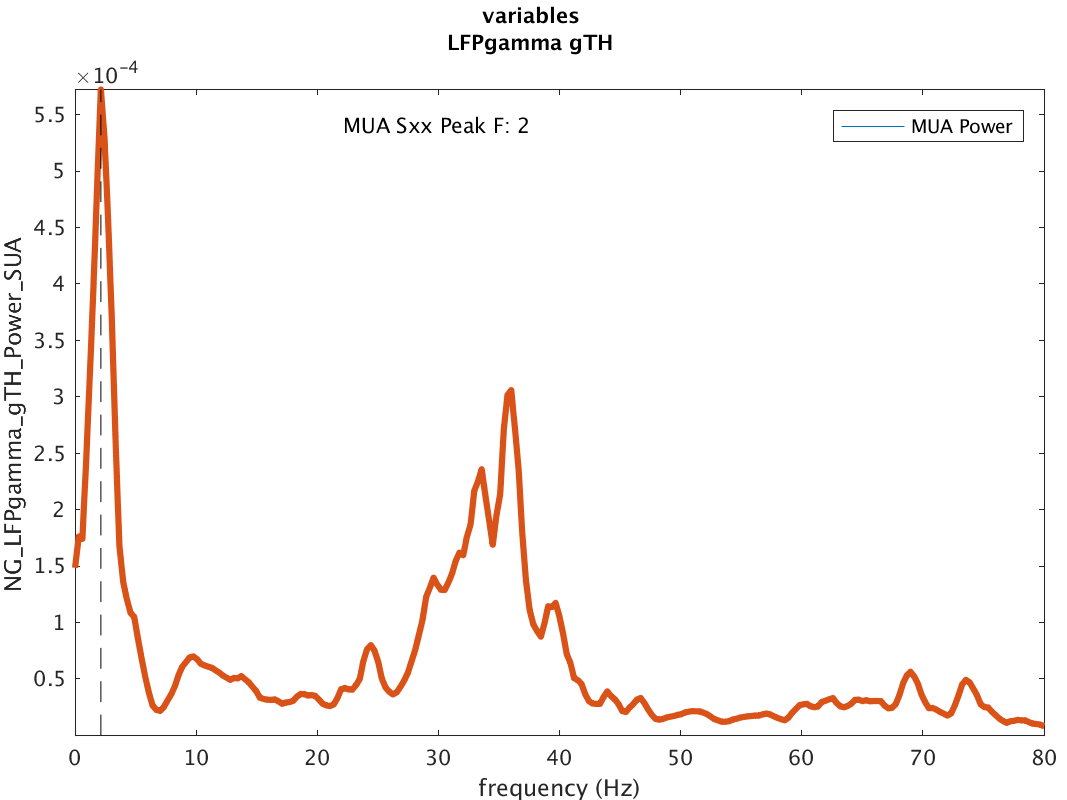 variables
LFPgamma gTH
×10⁻⁴
MUA Sxx Peak F: 2
MUA Power
5.5
5
4.5
4
3.5
3
2.5
2
1.5
1
0.5
NG_LFPgamma_gTH_Power_SUA
0 10 20 30 40 50 60 70 80
frequency (Hz)